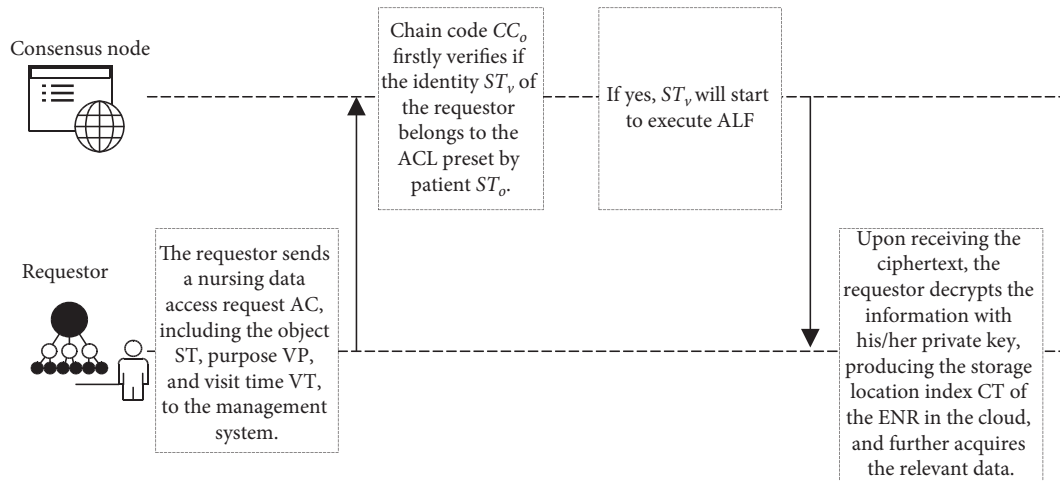 Consensus node
Chain code CCo
firstly verifies if
the identity STv of
the requestor
belongs to the
ACL preset by
patient STo.
If yes, STv will start
to execute ALF
Requestor
The requestor sends
a nursing data
access request AC,
including the object
ST, purpose VP,
and visit time VT,
to the management
system.
Upon receiving the
ciphertext, the
requestor decrypts the
information with
his/her private key,
producing the storage
location index CT of
the ENR in the cloud,
and further acquires
the relevant data.